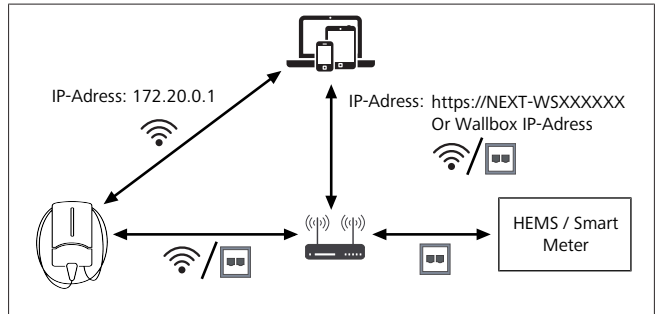 IP-Adress: 172.20.0.1
IP-Adress: https://NEXT-WSXXXXXX
Or Wallbox IP-Adress
HEMS / Smart
Meter